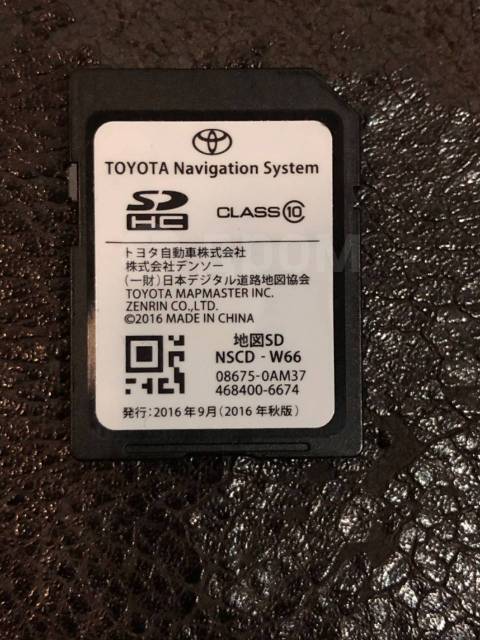 TOYOTA Navigation System
SD
HC
CLASS 10
トヨタ自動車株式会社
株式会社デンソー
(一財)日本デジタル道路地図協会
TOYOTA MAPMASTER INC.
ZENRIN CO.,LTD.
©2016 MADE IN CHINA
地図SD
NSCD - W66
08675-0AM37
468400-6674
発行:2016年9月(2016年秋版)